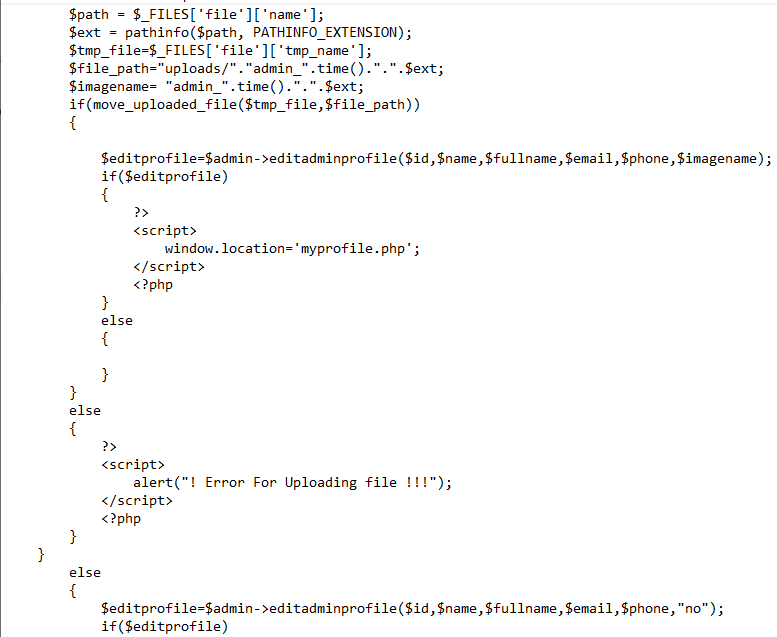 $path = $_FILES['file']['name'];
$ext = pathinfo($path, PATHINFO_EXTENSION);
$tmp_file=$_FILES['file']['tmp_name'];
$file_path="uploads/"."admin_".time().".".$ext;
$imagename= "admin_".time().".".$ext;
if(move_uploaded_file($tmp_file,$file_path))
{
$editprofile=$admin->editadminprofile($id,$name,$fullname,$email,$phone,$imagename);
if($editprofile)
{
?>
<script>
window.location='myprofile.php';
</script>
<?php
}
else
{
}
}
else
{
?>
<script>
alert("! Error For Uploading file !!!");
</script>
<?php
}
}
else
{
$editprofile=$admin->editadminprofile($id,$name,$fullname,$email,$phone,"no");
if($editprofile)